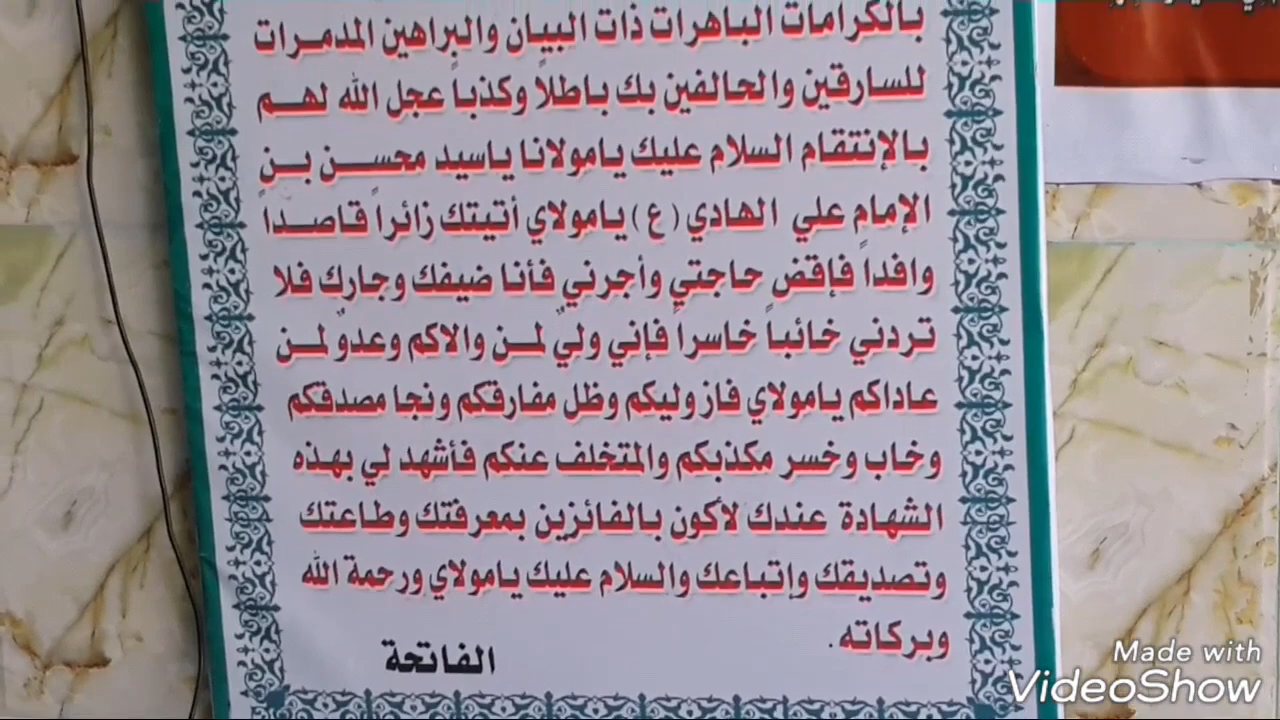 بالكرامات الباهرات ذات البيان والبراهين المدمرات
للسارقين والحالفين بك باطلاً وكذباً عجل الله لهم
بالإنتقام السلام عليك يامولانا ياسيد محسن بن
الإمام علي الهادي (ع) يامولاي أتيتك زائراً قاصداً
وافداً فإقض حاجتي وأجرني فأنا ضيفك وجارك فلا
تردني خائباً خاسراً فإني ولي لمن والاكم وعدو لمن
عاداكم يامولاي فاز وليكم وظل مفارقكم ونجا مصدقكم
وخاب وخسر مكذبكم والمتخلف عنكم فأشهد لي بهذه
الشهادة عندك لأكون بالفائزين بمعرفتك وطاعتك
وتصديقك وإتباعك والسلام عليك يامولاي ورحمة الله
وبركاته.
الفاتحة
Made with
VideoShow